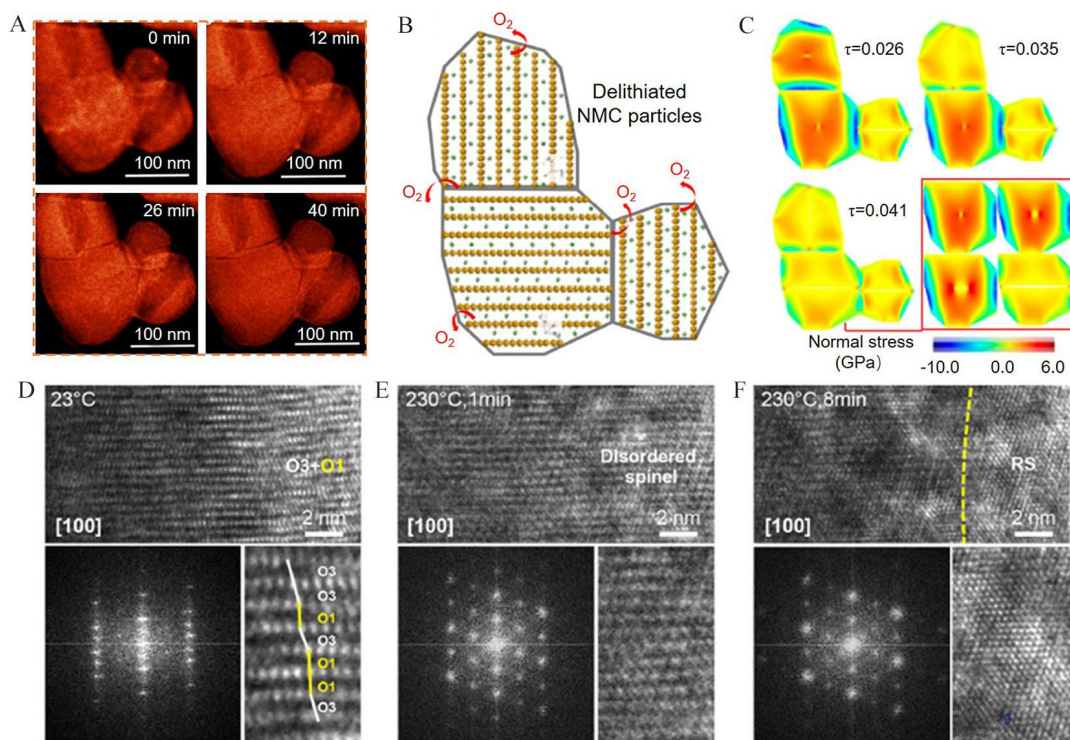 A
0 min
100 nm
12 min
100 nm
26 min
100 nm
40 min
100 nm
B
O2
Delithiated
NMC particles
O2
O2
O2
O2
C
τ=0.026
τ=0.035
τ=0.041
Normal stress
(GPa)
-10.0
0.0
6.0
D
23°C
O3+O1
[100]
2 nm
O3
O3
O1
O3
O1
O1
O3
E
230°C,1min
Disordered
spinel
[100]
2 nm
F
230°C,8min
RS
[100]
2 nm